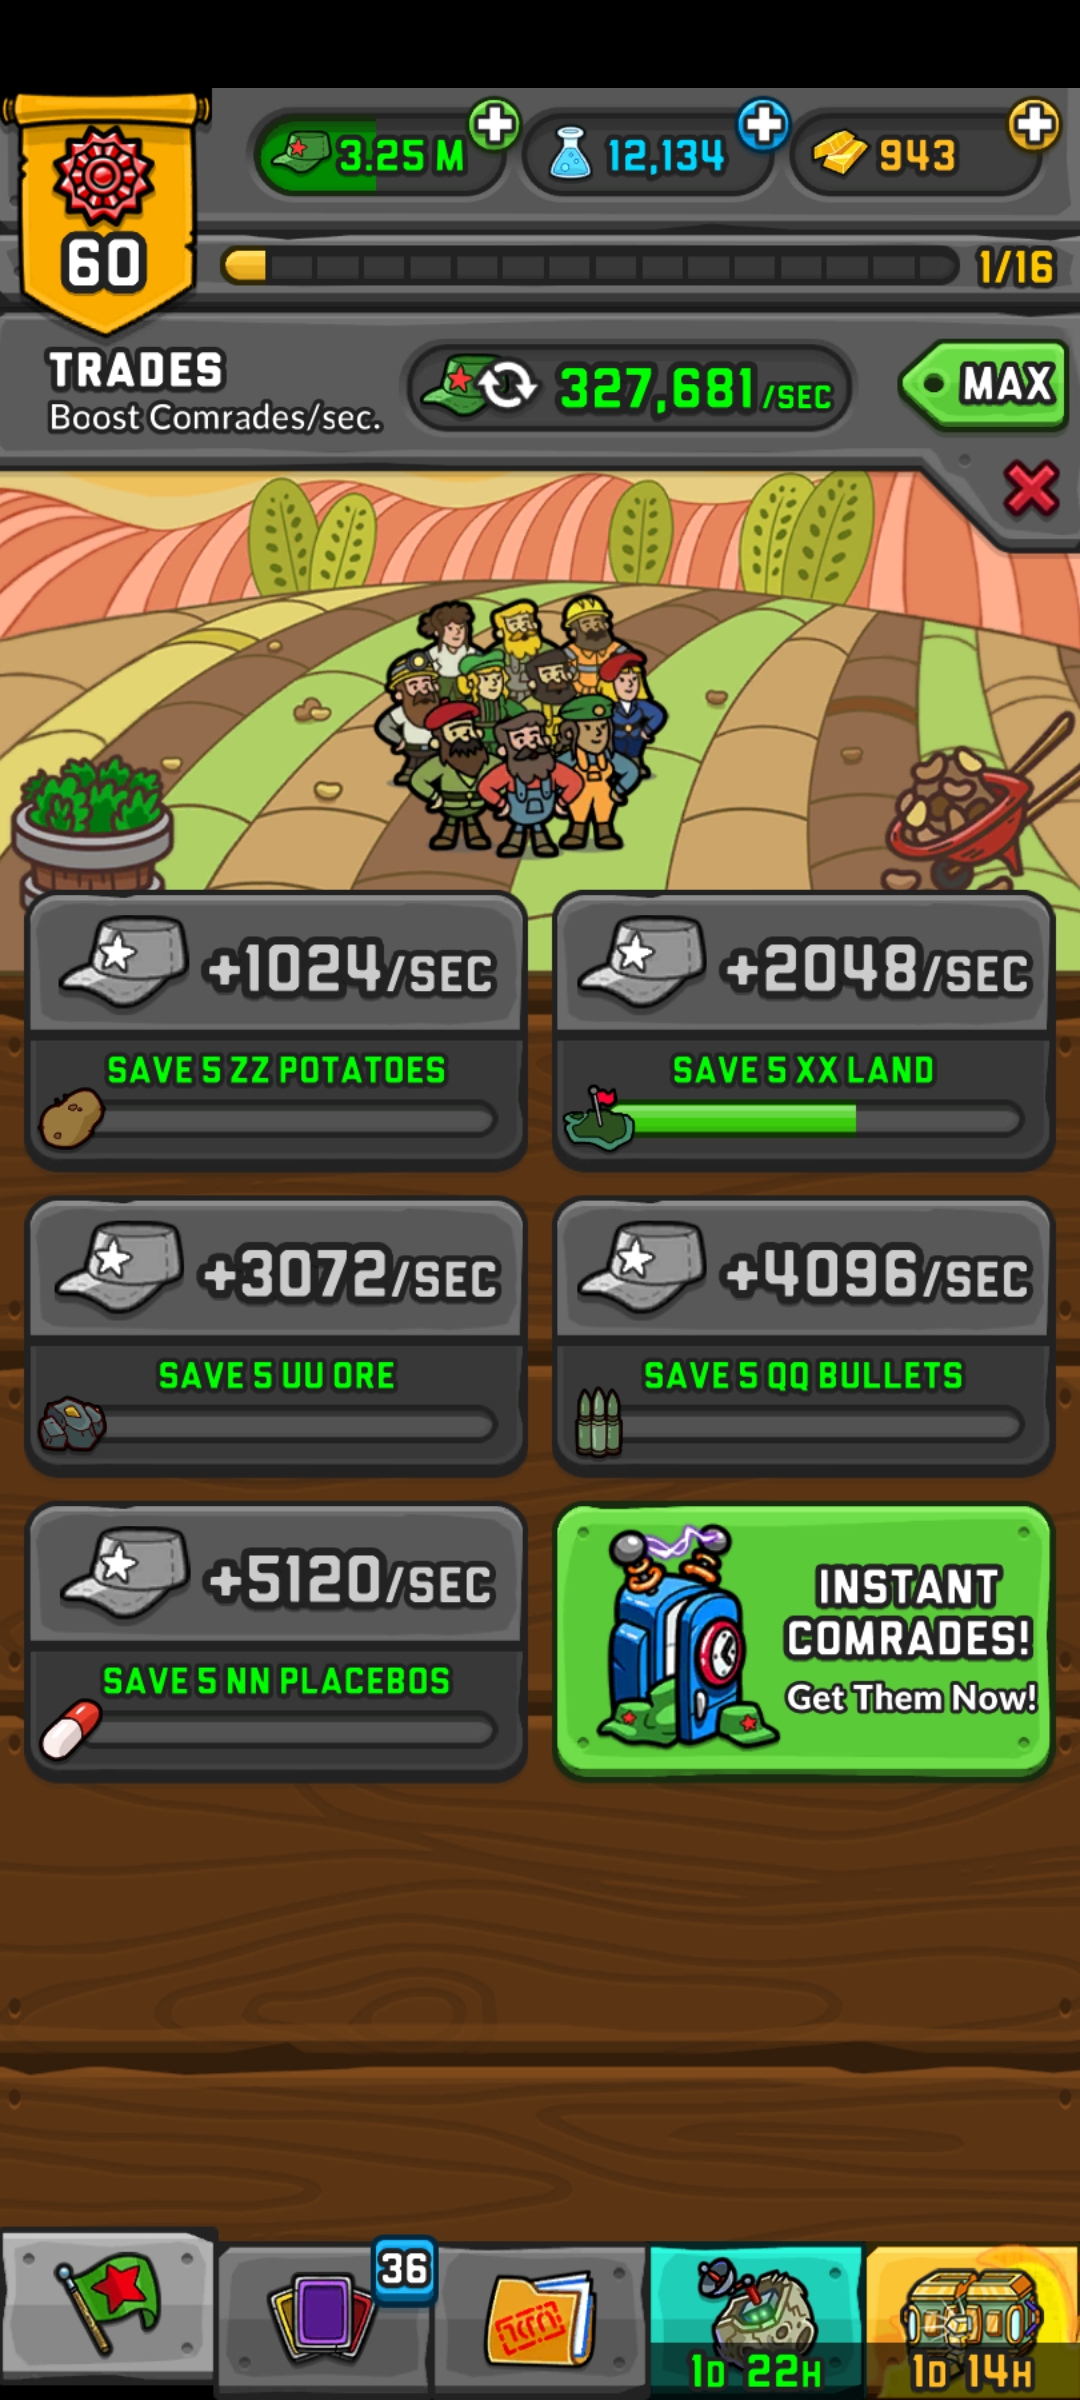 3.25 M
12,134
943
60
1/16
TRADES
Boost Comrades/sec.
327,681/SEC
MAX
+1024/SEC
SAVE 5 ZZ POTATOES
+2048/SEC
SAVE 5 XX LAND
+3072/SEC
SAVE 5 UU ORE
+4096/SEC
SAVE 5 QQ BULLETS
+5120/SEC
SAVE 5 NN PLACEBOS
INSTANT
COMRADES!
Get Them Now!
36
1D 22H
1D 14H